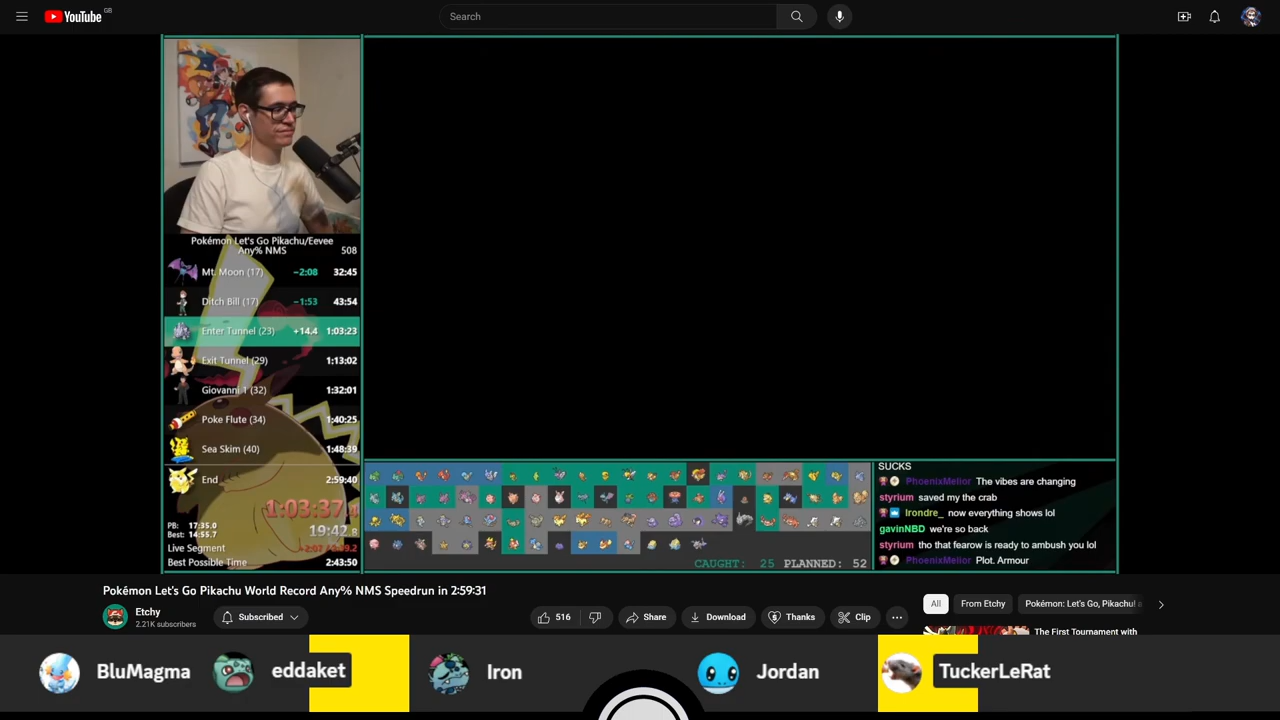 YouTube GB
Search
Pokémon Let's Go Pikachu/Eevee
Any% NMS 508
Mt. Moon (17) −2:08 32:45
Ditch Bill (17) −1:53 43:54
Enter Tunnel (23) +14.4 1:03:23
Exit Tunnel (29) 1:13:02
Giovanni 1 (32) 1:32:01
Poke Flute (34) 1:40:25
Sea Skim (40) 1:48:39
End 2:59:40
1:03:37
19:42
PB: 17:35.0
Best: 14:55.7
Live Segment
Best Possible Time 2:43:50
CAUGHT: 25 PLANNED: 52
SUCKS
PhoenixMelior The vibes are changing
styrium saved my the crab
Irondre_ now everything shows lol
gavinNBD we're so back
styrium tho that fearow is ready to ambush you lol
PhoenixMelior Plot. Armour
Pokémon Let's Go Pikachu World Record Any% NMS Speedrun in 2:59:31
Etchy
2.21K subscribers
Subscribed
516
Share
Download
Thanks
Clip
All
From Etchy
Pokémon: Let's Go, Pikachu!
The First Tournament with
BluMagma
eddaket
Iron
Jordan
TuckerLeRat